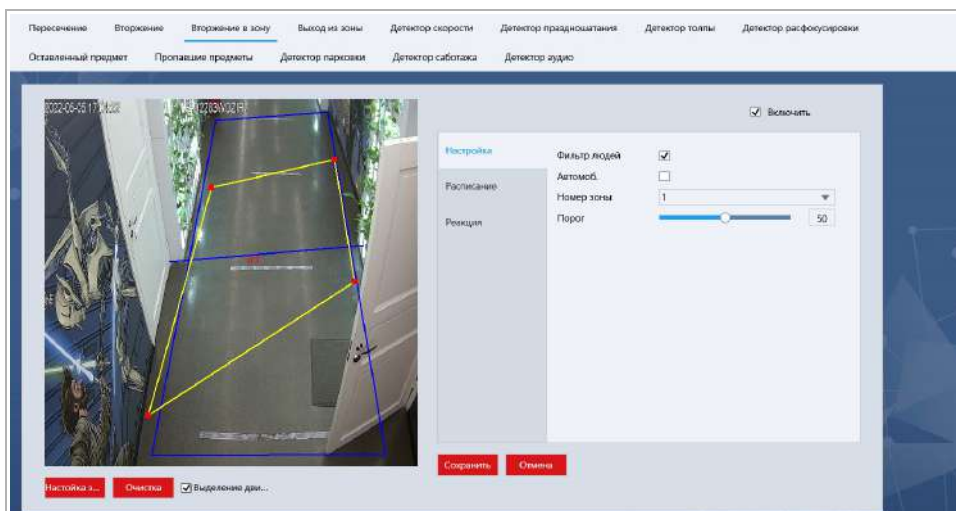 Пересечение Вторжение Вторжение в зону Выход из зоны Детектор скорости Детектор праздношатания Детектор толпы Детектор расфокусировки
Оставленный предмет Пропавшие предметы Детектор парковки Детектор саботажа Детектор аудио
Включить
Настройка
Фильтр людей
Автомоб.
Расписание
Номер зоны 1
Реакция
Порог 50
Сохранить Отмена
Настойка з... Очистка Выделение дви...